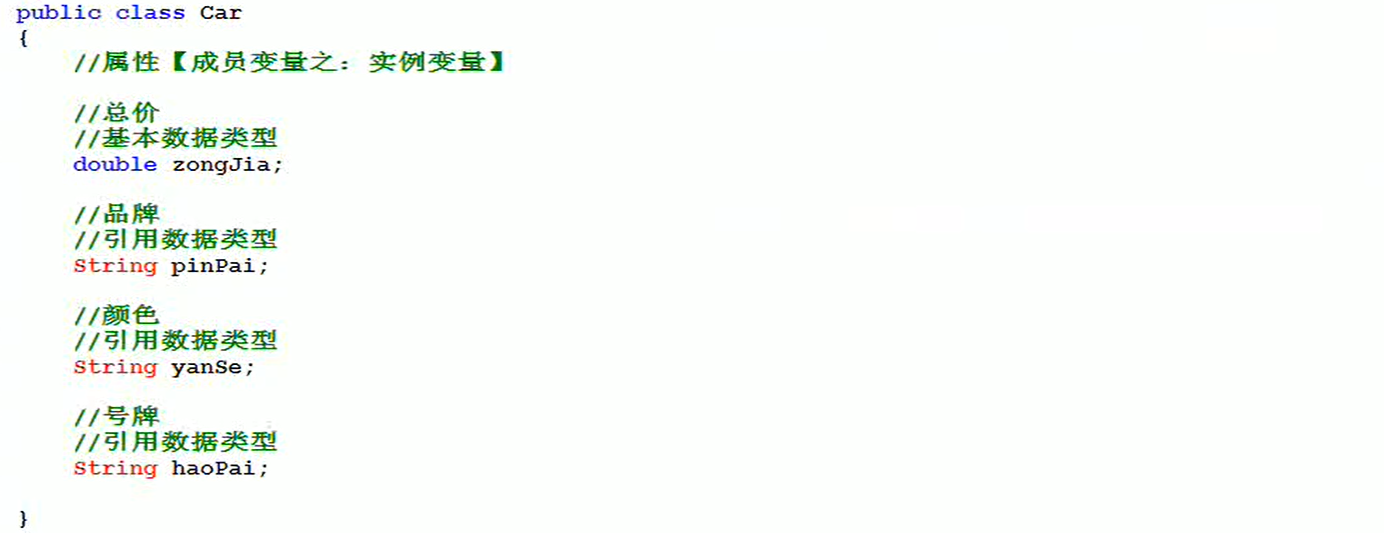 public class Car
{
//属性【成员变量之：实例变量】
//总价
//基本数据类型
double zongJia;
//品牌
//引用数据类型
String pinPai;
//颜色
//引用数据类型
String yanSe;
//号牌
//引用数据类型
String haoPai;
}